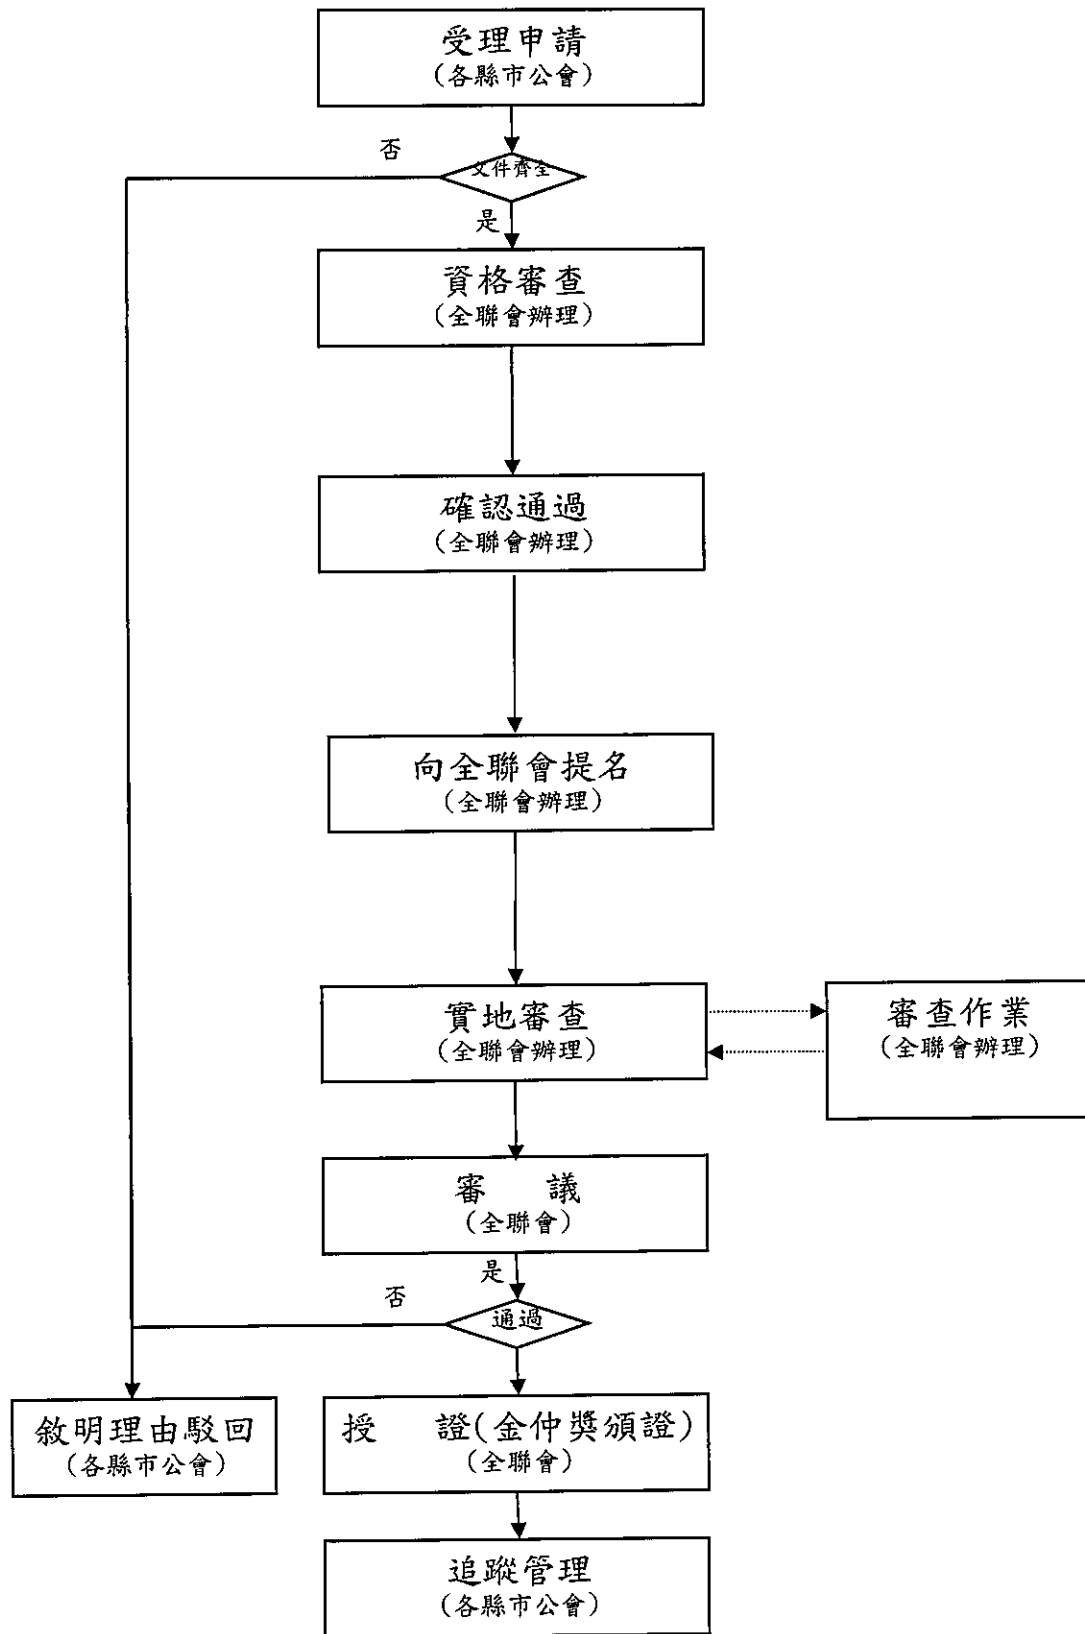 受理申請
(各縣市公會)
否
文件齊全
是
資格審查
(全聯會辦理)
確認通過
(全聯會辦理)
向全聯會提名
(全聯會辦理)
實地審查
(全聯會辦理)
審查作業
(全聯會辦理)
審　議
(全聯會)
是
否
通過
敘明理由駁回
(各縣市公會)
授　證(金仲獎頒證)
(全聯會)
追蹤管理
(各縣市公會)